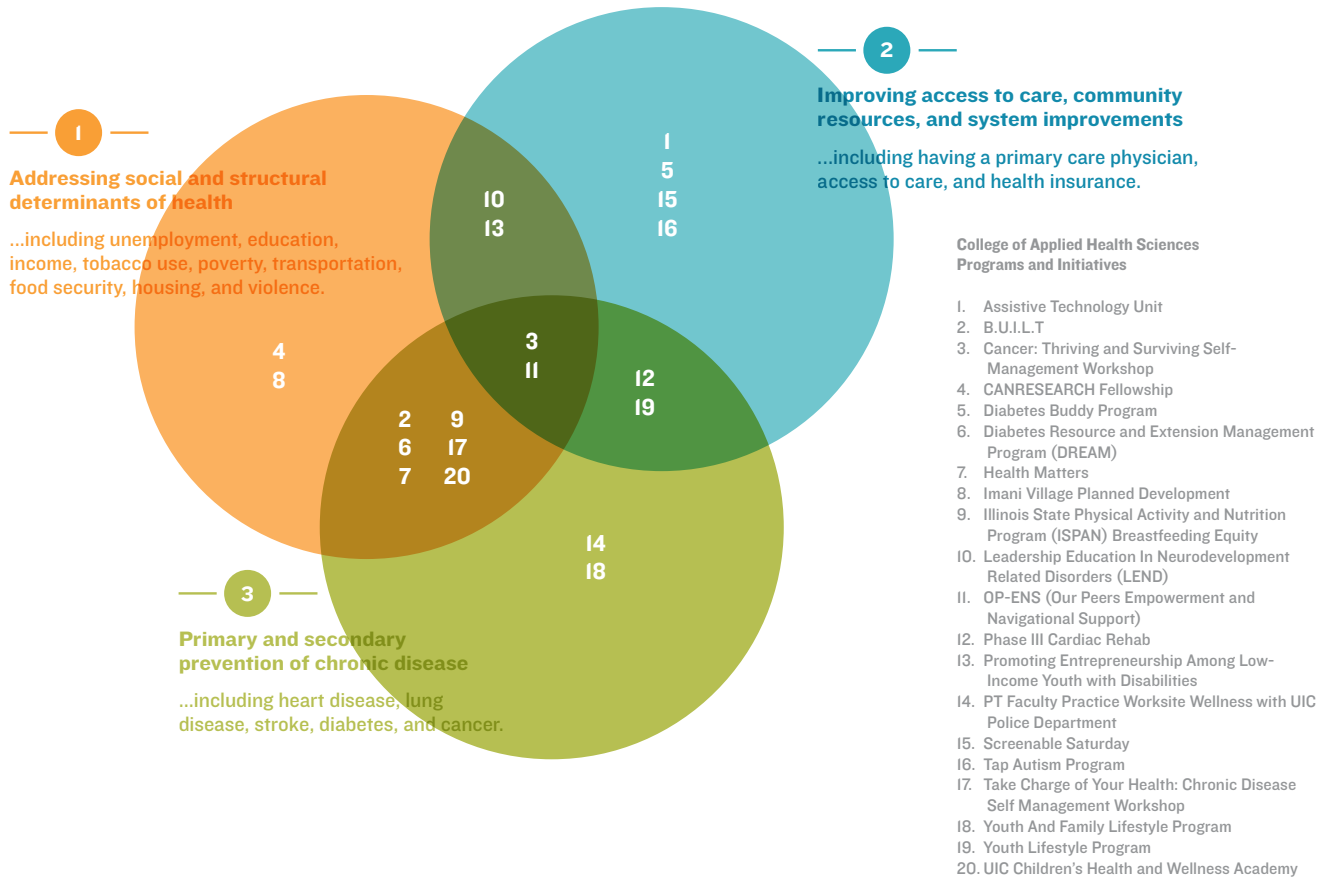 1
Addressing social and structural
determinants of health
...including unemployment, education,
income, tobacco use, poverty, transportation,
food security, housing, and violence.
2
Improving access to care, community
resources, and system improvements
...including having a primary care physician,
access to care, and health insurance.
1
5
15
16
10
13
4
8
3
11
12
19
2 9
6 17
7 20
14
18
3
Primary and secondary
prevention of chronic disease
...including heart disease, lung
disease, stroke, diabetes, and cancer.
College of Applied Health Sciences
Programs and Initiatives
1. Assistive Technology Unit
2. B.U.I.L.T
3. Cancer: Thriving and Surviving Self-
Management Workshop
4. CANRESEARCH Fellowship
5. Diabetes Buddy Program
6. Diabetes Resource and Extension Management
Program (DREAM)
7. Health Matters
8. Imani Village Planned Development
9. Illinois State Physical Activity and Nutrition
Program (ISPAN) Breastfeeding Equity
10. Leadership Education In Neurodevelopment
Related Disorders (LEND)
11. OP-ENS (Our Peers Empowerment and
Navigational Support)
12. Phase III Cardiac Rehab
13. Promoting Entrepreneurship Among Low-
Income Youth with Disabilities
14. PT Faculty Practice Worksite Wellness with UIC
Police Department
15. Screenable Saturday
16. Tap Autism Program
17. Take Charge of Your Health: Chronic Disease
Self Management Workshop
18. Youth And Family Lifestyle Program
19. Youth Lifestyle Program
20. UIC Children's Health and Wellness Academy